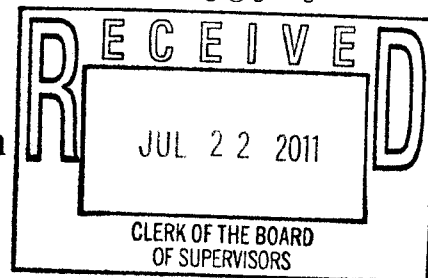 RECEIVED
JUL 22 2011
CLERK OF THE BOARD
OF SUPERVISORS